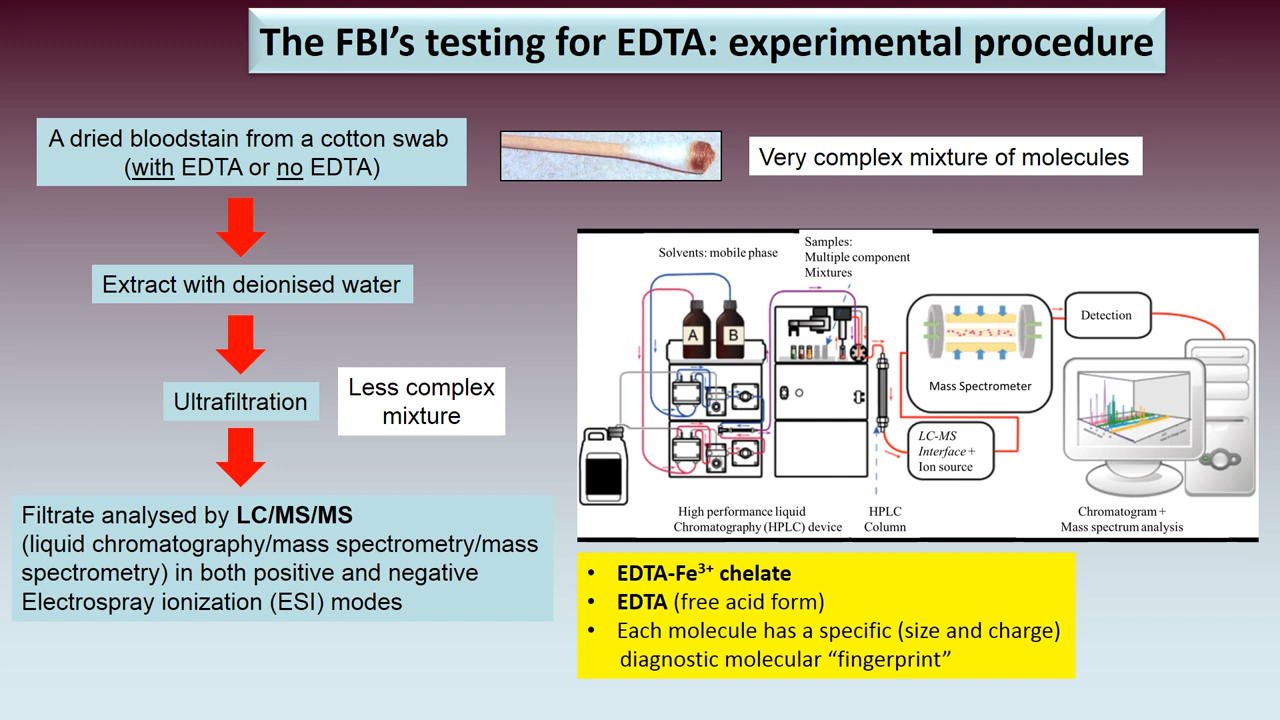 The FBI’s testing for EDTA: experimental procedure
A dried bloodstain from a cotton swab
(with EDTA or no EDTA)
Very complex mixture of molecules
Extract with deionised water
Ultrafiltration
Less complex
mixture
Filtrate analysed by LC/MS/MS
(liquid chromatography/mass spectrometry/mass
spectrometry) in both positive and negative
Electrospray ionization (ESI) modes
Solvents: mobile phase
Samples:
Multiple component
Mixtures
A
B
Mass Spectrometer
Detection
LC-MS
Interface +
Ion source
High performance liquid
Chromatography (HPLC) device
HPLC
Column
Chromatogram +
Mass spectrum analysis
• EDTA-Fe³⁺ chelate
• EDTA (free acid form)
• Each molecule has a specific (size and charge)
diagnostic molecular “fingerprint”